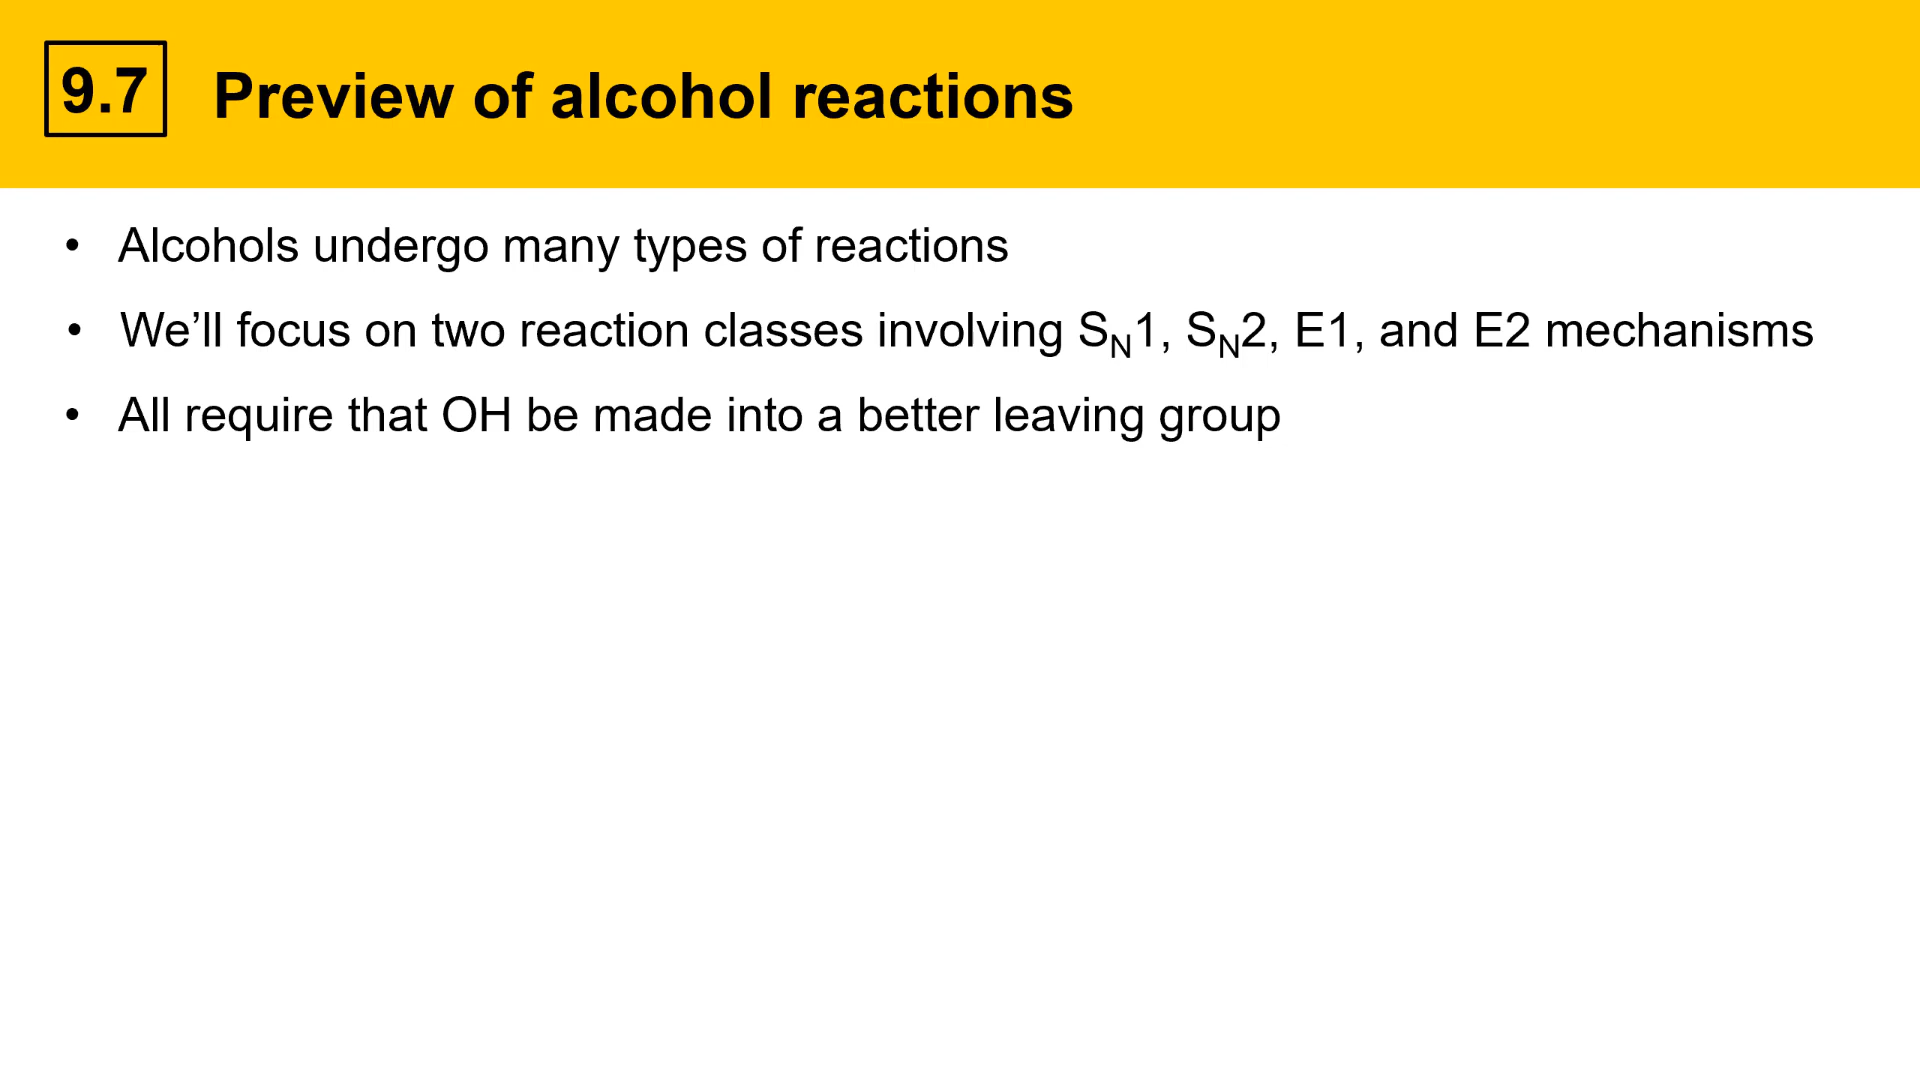 9.7 Preview of alcohol reactions
• Alcohols undergo many types of reactions
• We’ll focus on two reaction classes involving SN1, SN2, E1, and E2 mechanisms
• All require that OH be made into a better leaving group